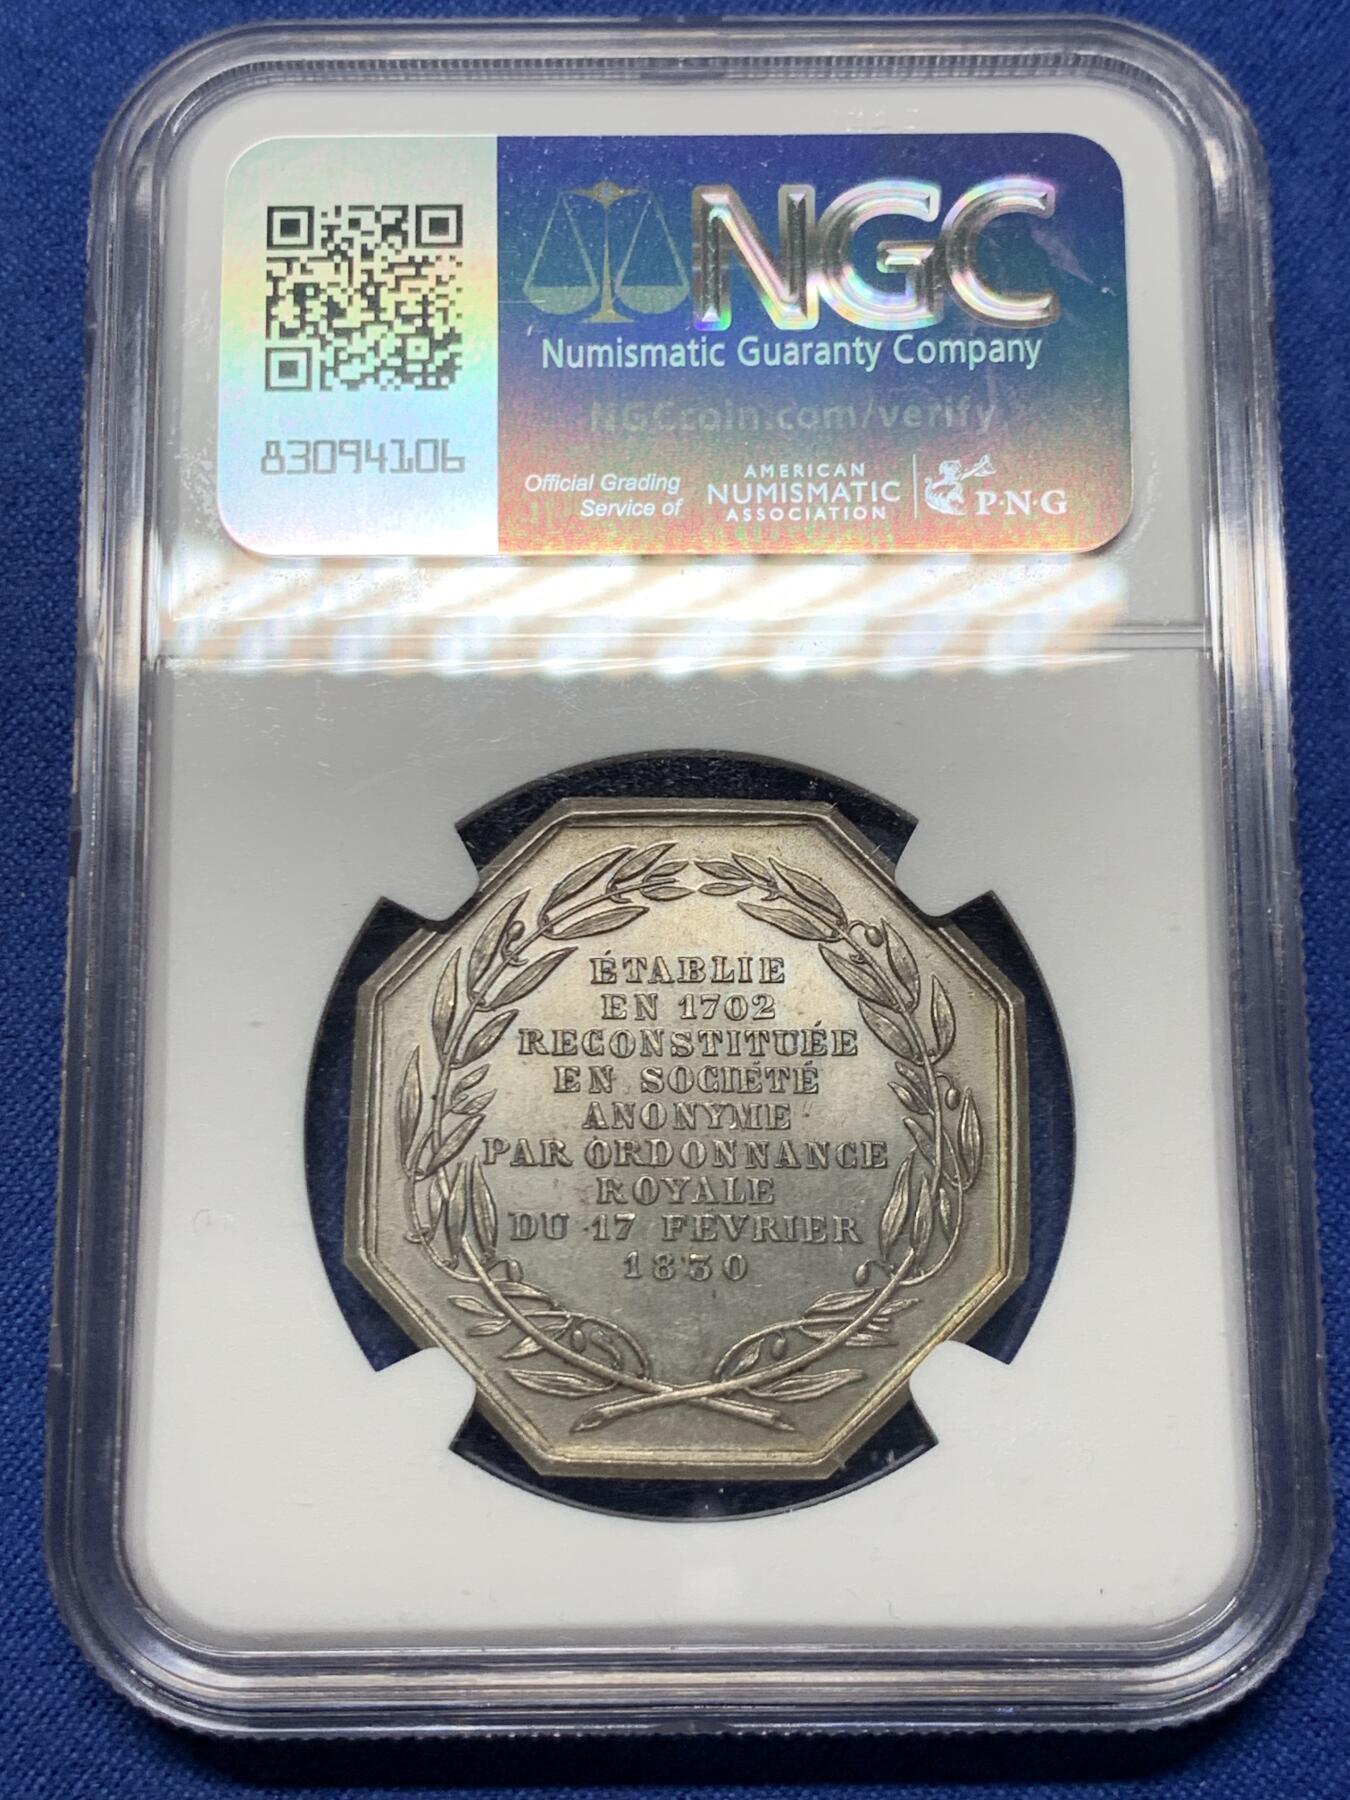 NGC
Numismatic Guaranty Company
NGCcoin.com/verify
83094106
Official Grading
Service of
AMERICAN
NUMISMATIC
ASSOCIATION
P·N·G
ÉTABLIE
EN 1702
RECONSTITUÉE
EN SOCIÉTÉ
ANONYME
PAR ORDONNANCE
ROYALE
DU 17 FÉVRIER
1830